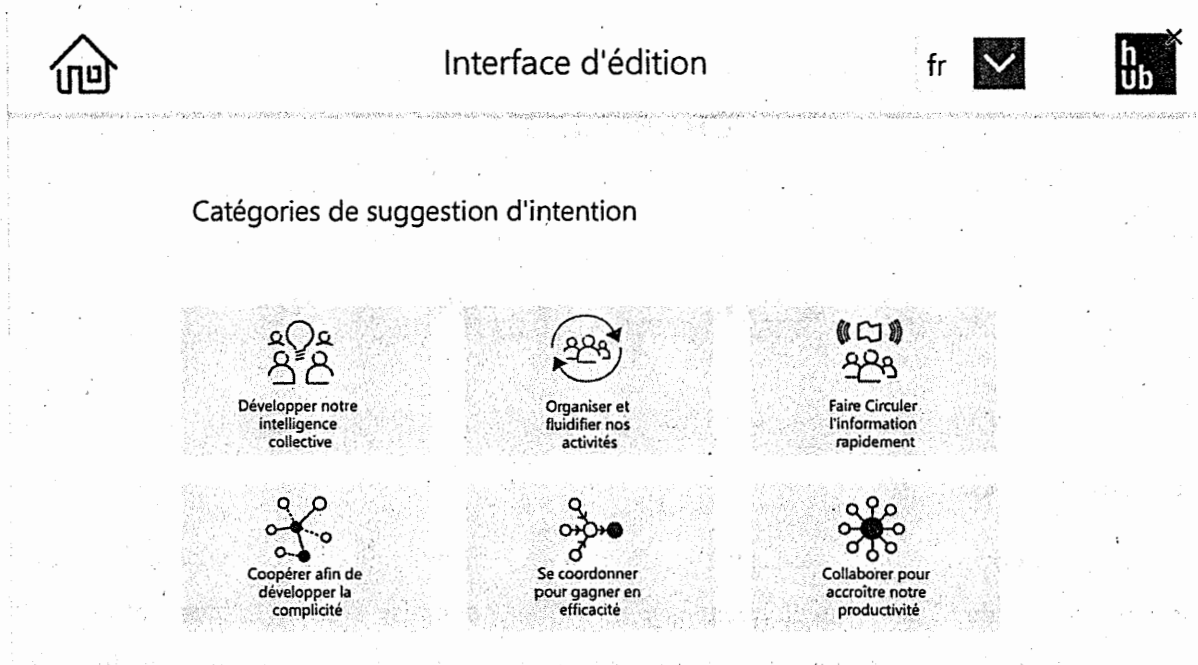 Interface d'édition
fr
hub
Catégories de suggestion d'intention
Développer notre
intelligence
collective
Organiser et
fluidifier nos
activités
Faire Circuler
l'information
rapidement
Coopérer afin de
développer la
complicité
Se coordonner
pour gagner en
efficacité
Collaborer pour
accroître notre
productivité